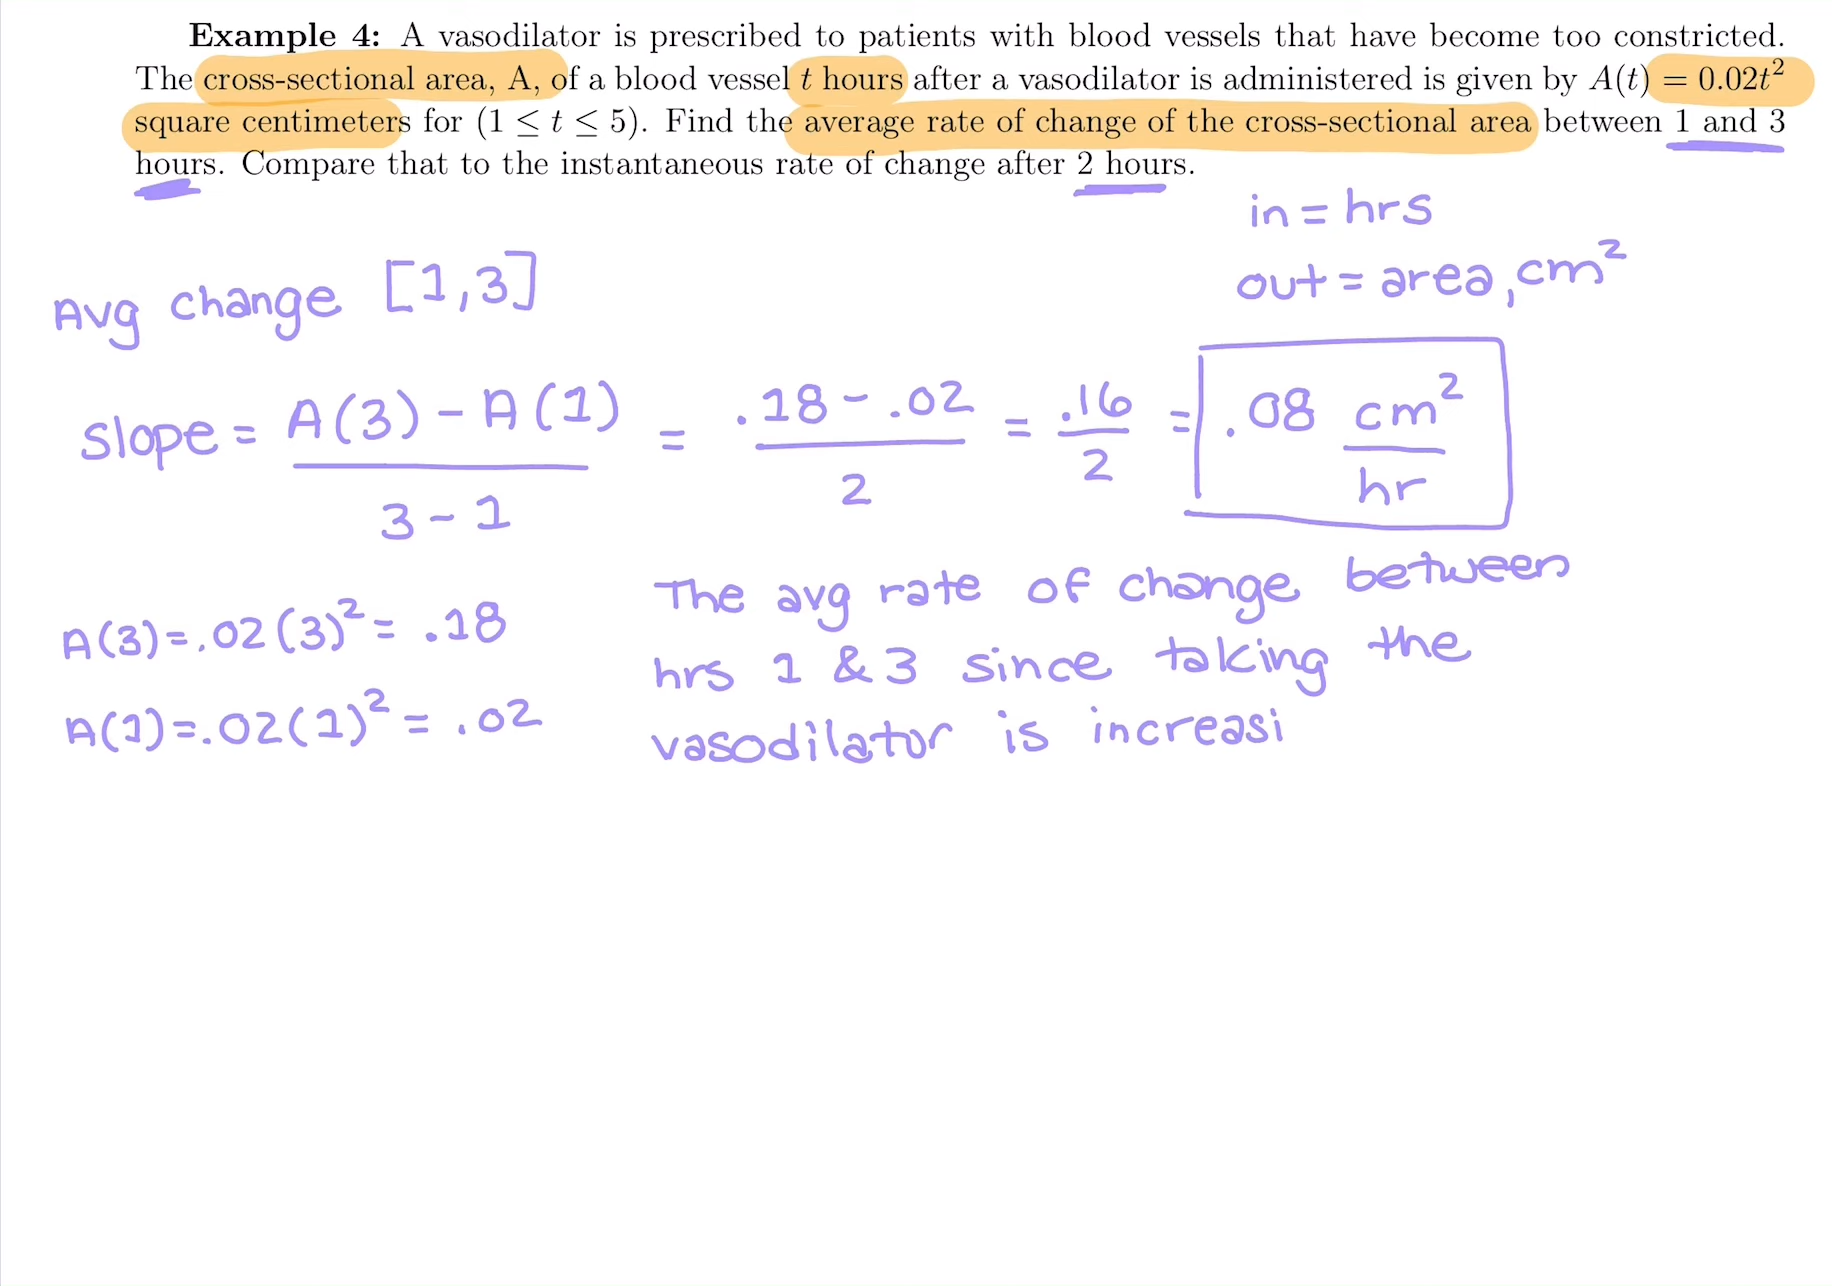 Example 4: A vasodilator is prescribed to patients with blood vessels that have become too constricted.
The cross-sectional area, A, of a blood vessel t hours after a vasodilator is administered is given by A(t) = 0.02t²
square centimeters for (1 ≤ t ≤ 5). Find the average rate of change of the cross-sectional area between 1 and 3
hours. Compare that to the instantaneous rate of change after 2 hours.
in = hrs
out = area, cm²
Avg change [1,3]
slope = (A(3) - A(1))/(3 - 1) = (.18 - .02)/2 = .16/2 = .08 cm²/hr
A(3) = .02(3)² = .18
A(1) = .02(1)² = .02
The avg rate of change between
hrs 1 & 3 since taking the
vasodilator is increasi